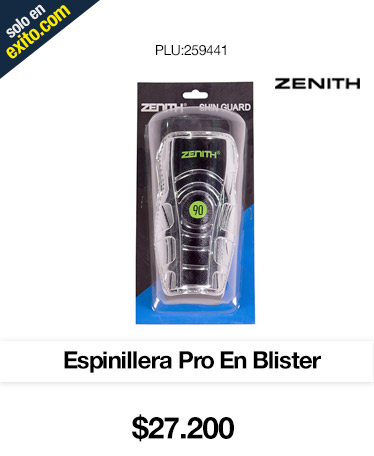 solo en
exito.com
PLU:259441
ZENITH
ZENITH® SHIN GUARD
ZENITH®
90
Espinillera Pro En Blister
$27.200